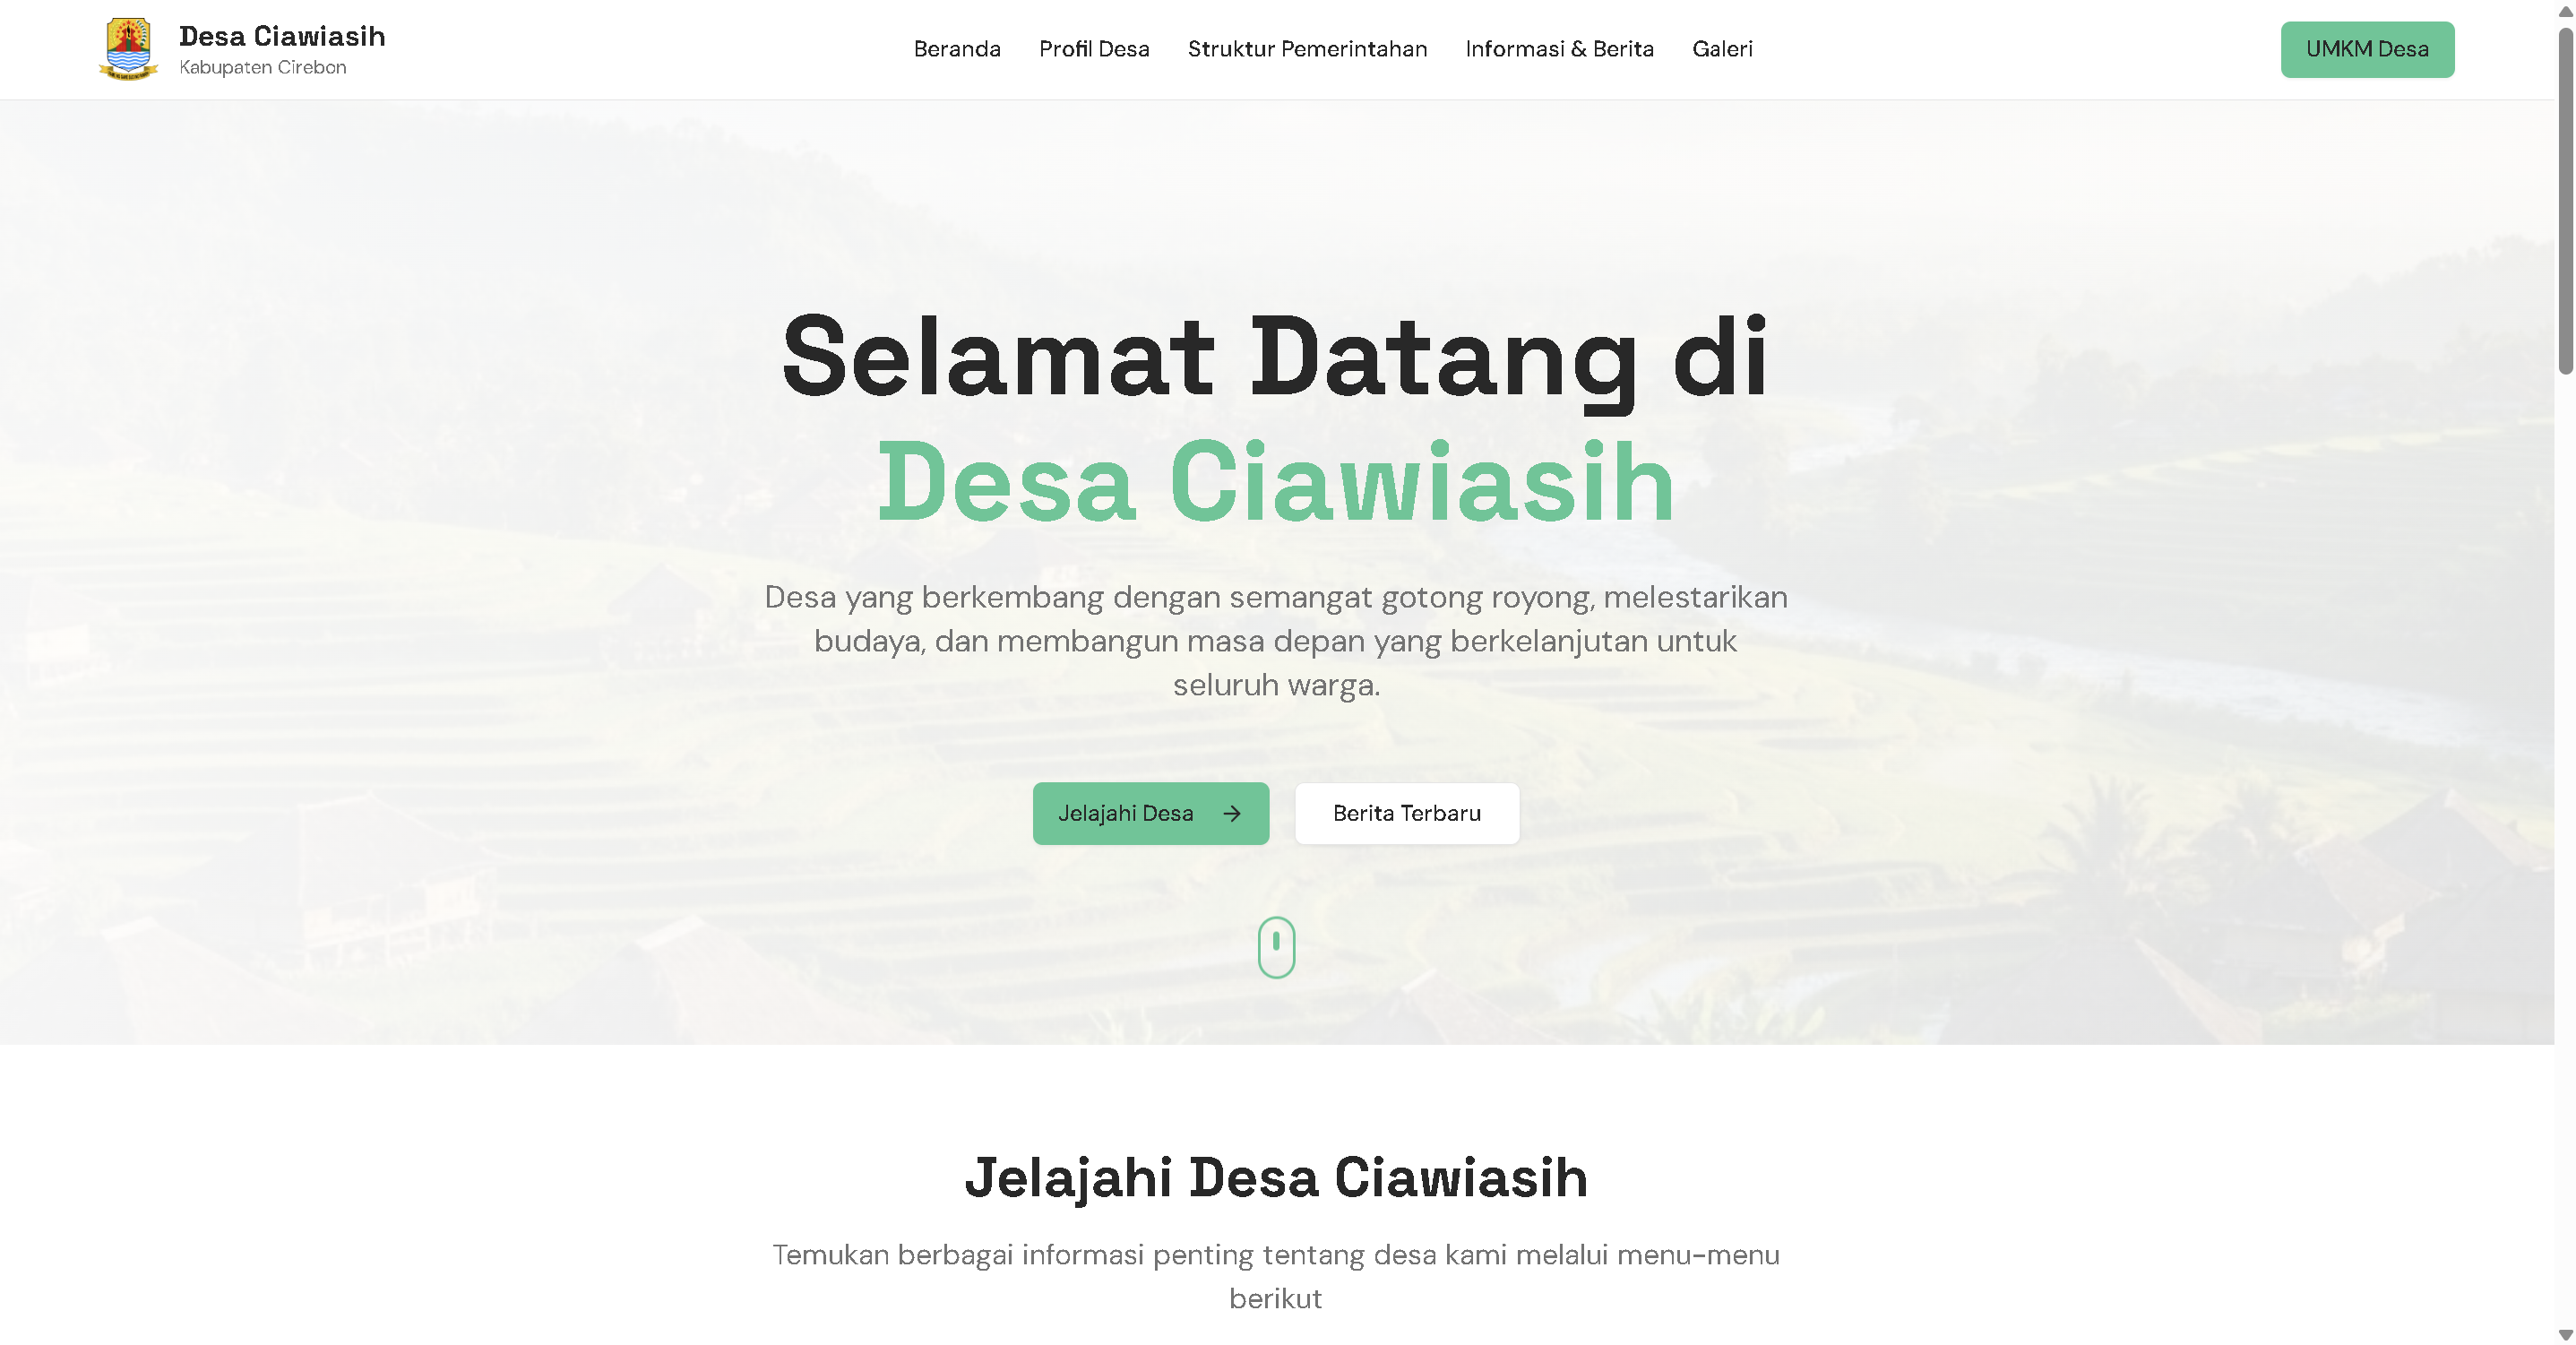 Desa Ciawiasih
Kabupaten Cirebon
Beranda
Profil Desa
Struktur Pemerintahan
Informasi & Berita
Galeri
UMKM Desa
Selamat Datang di
Desa Ciawiasih
Desa yang berkembang dengan semangat gotong royong, melestarikan
budaya, dan membangun masa depan yang berkelanjutan untuk
seluruh warga.
Jelajahi Desa
Berita Terbaru
Jelajahi Desa Ciawiasih
Temukan berbagai informasi penting tentang desa kami melalui menu-menu
berikut